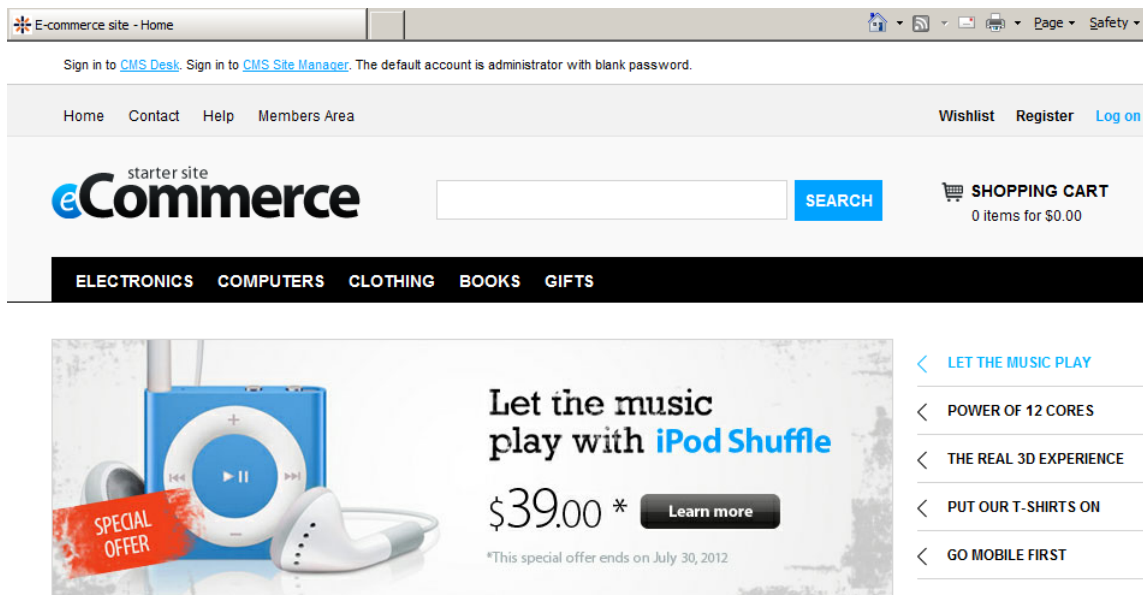 E-commerce site - Home
Page Safety
Sign in to CMS Desk. Sign in to CMS Site Manager. The default account is administrator with blank password.
Home Contact Help Members Area
Wishlist Register Log on
starter site
eCommerce
SEARCH
SHOPPING CART
0 items for $0.00
ELECTRONICS COMPUTERS CLOTHING BOOKS GIFTS
Let the music
play with iPod Shuffle
$39.00 * Learn more
*This special offer ends on July 30, 2012
SPECIAL
OFFER
LET THE MUSIC PLAY
POWER OF 12 CORES
THE REAL 3D EXPERIENCE
PUT OUR T-SHIRTS ON
GO MOBILE FIRST